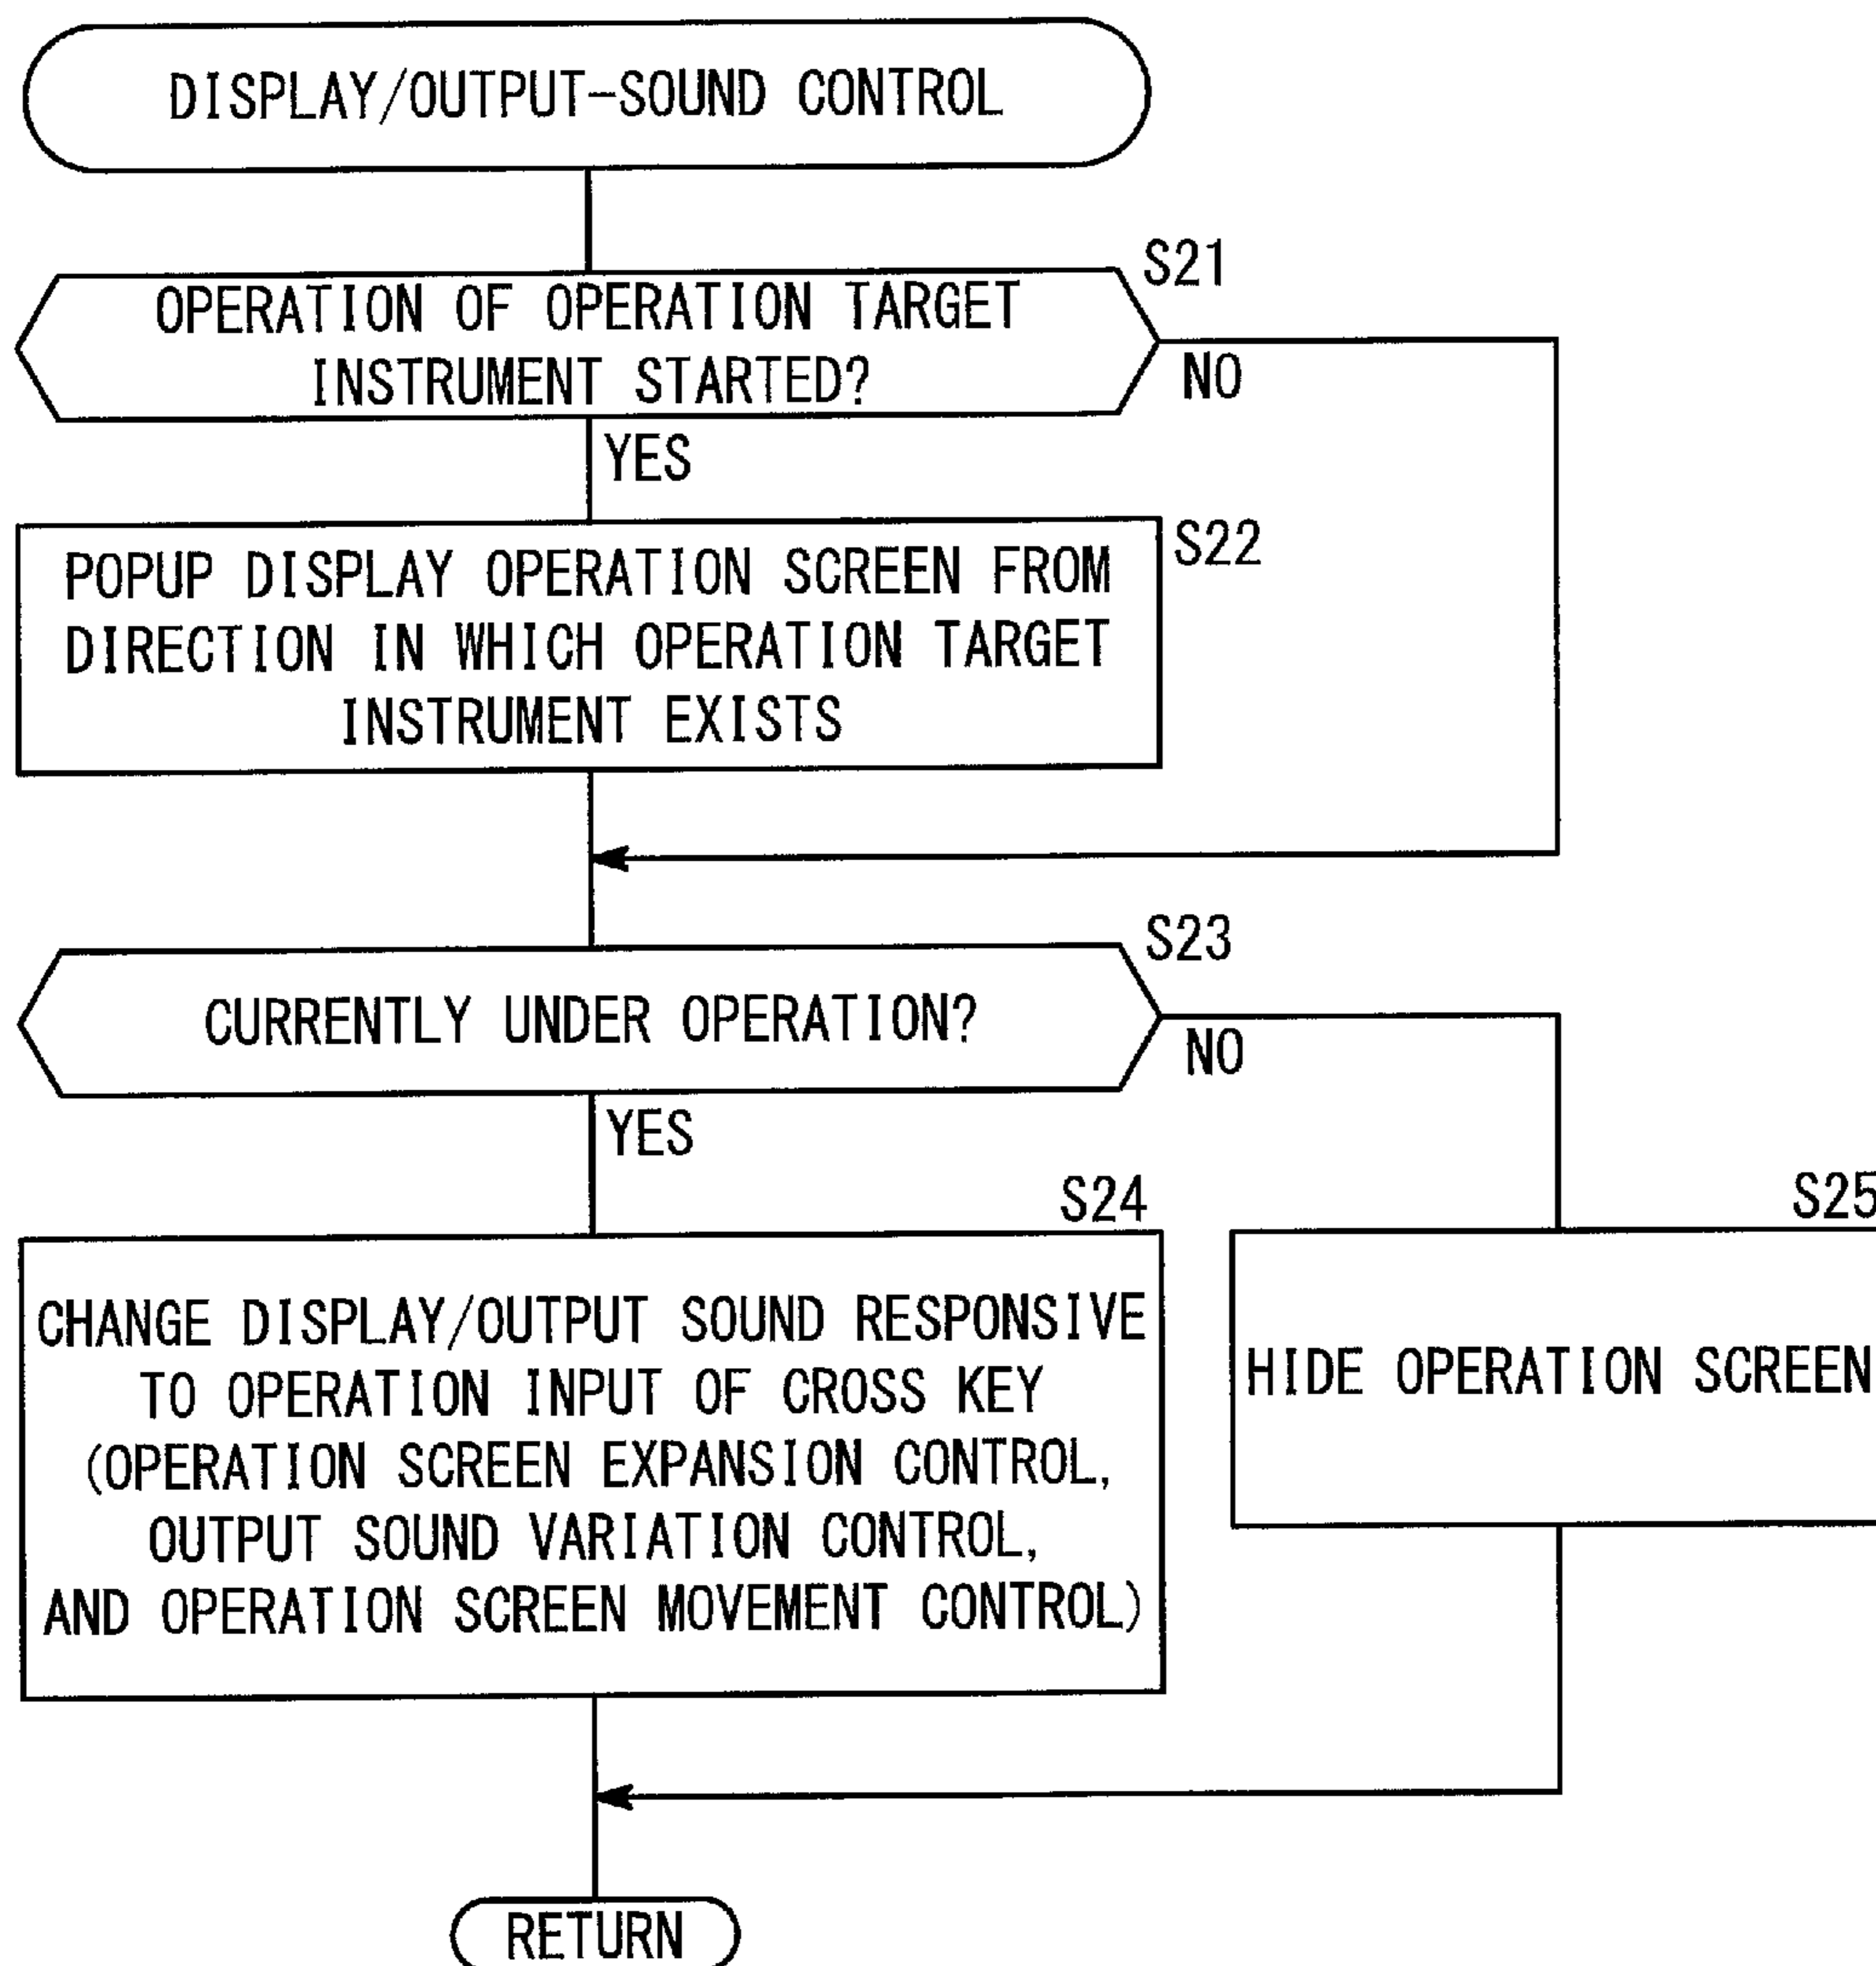 DISPLAY/OUTPUT-SOUND CONTROL
S21
OPERATION OF OPERATION TARGET
INSTRUMENT STARTED?
NO
YES
S22
POPUP DISPLAY OPERATION SCREEN FROM
DIRECTION IN WHICH OPERATION TARGET
INSTRUMENT EXISTS
S23
CURRENTLY UNDER OPERATION?
NO
YES
S24
CHANGE DISPLAY/OUTPUT SOUND RESPONSIVE
TO OPERATION INPUT OF CROSS KEY
(OPERATION SCREEN EXPANSION CONTROL,
OUTPUT SOUND VARIATION CONTROL,
AND OPERATION SCREEN MOVEMENT CONTROL)
S25
HIDE OPERATION SCREEN
RETURN